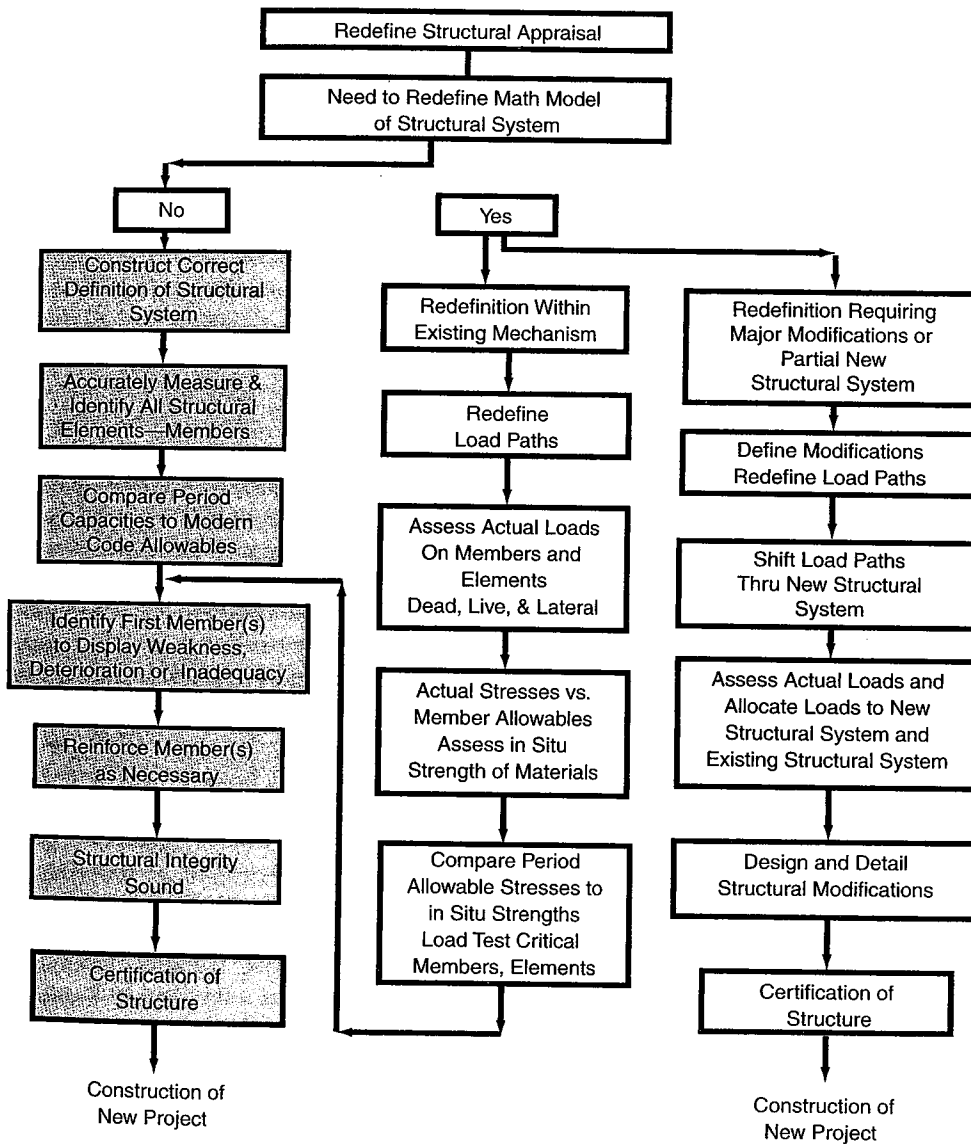 Redefine Structural Appraisal
Need to Redefine Math Model
of Structural System
No
Construct Correct
Definition of Structural
System
Accurately Measure &
Identify All Structural
Elements—Members
Compare Period
Capacities to Modern
Code Allowables
Identify First Member(s)
to Display Weakness,
Deterioration or, Inadequacy
Reinforce Member(s)
as Necessary
Structural Integrity
Sound
Certification of
Structure
Construction of
New Project
Yes
Redefinition Within
Existing Mechanism
Redefine
Load Paths
Assess Actual Loads
On Members and
Elements
Dead, Live, & Lateral
Actual Stresses vs.
Member Allowables
Assess in Situ
Strength of Materials
Compare Period
Allowable Stresses to
in Situ Strengths
Load Test Critical
Members, Elements
Redefinition Requiring
Major Modifications or
Partial New
Structural System
Define Modifications
Redefine Load Paths
Shift Load Paths
Thru New Structural
System
Assess Actual Loads and
Allocate Loads to New
Structural System and
Existing Structural System
Design and Detail
Structural Modifications
Certification of
Structure
Construction of
New Project